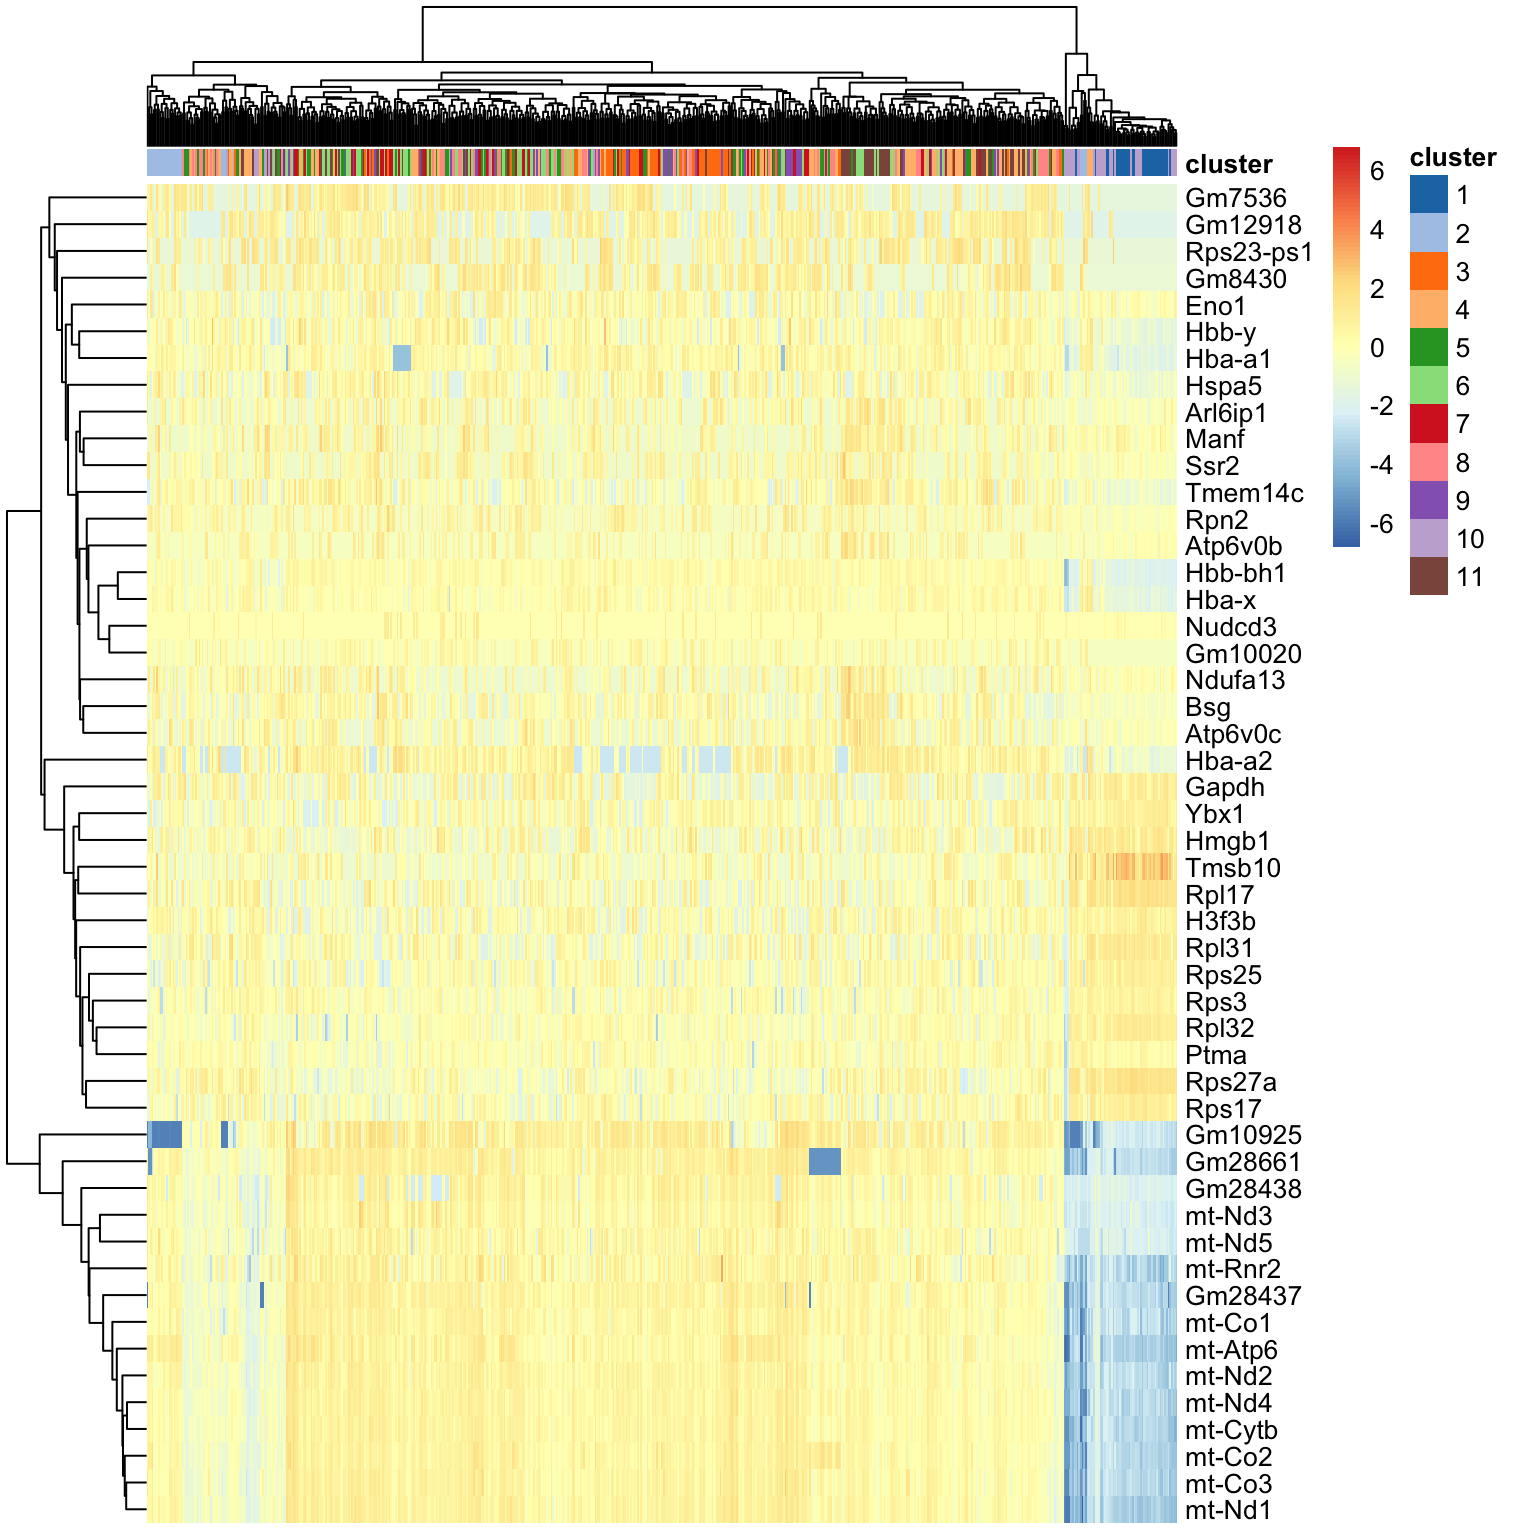 cluster
Gm7536
Gm12918
Rps23-ps1
Gm8430
Eno1
Hbb-y
Hba-a1
Hspa5
Arl6ip1
Manf
Ssr2
Tmem14c
Rpn2
Atp6v0b
Hbb-bh1
Hba-x
Nudcd3
Gm10020
Ndufa13
Bsg
Atp6v0c
Hba-a2
Gapdh
Ybx1
Hmgb1
Tmsb10
Rpl17
H3f3b
Rpl31
Rps25
Rps3
Rpl32
Ptma
Rps27a
Rps17
Gm10925
Gm28661
Gm28438
mt-Nd3
mt-Nd5
mt-Rnr2
Gm28437
mt-Co1
mt-Atp6
mt-Nd2
mt-Nd4
mt-Cytb
mt-Co2
mt-Co3
mt-Nd1
6
4
2
0
-2
-4
-6
cluster
1
2
3
4
5
6
7
8
9
10
11